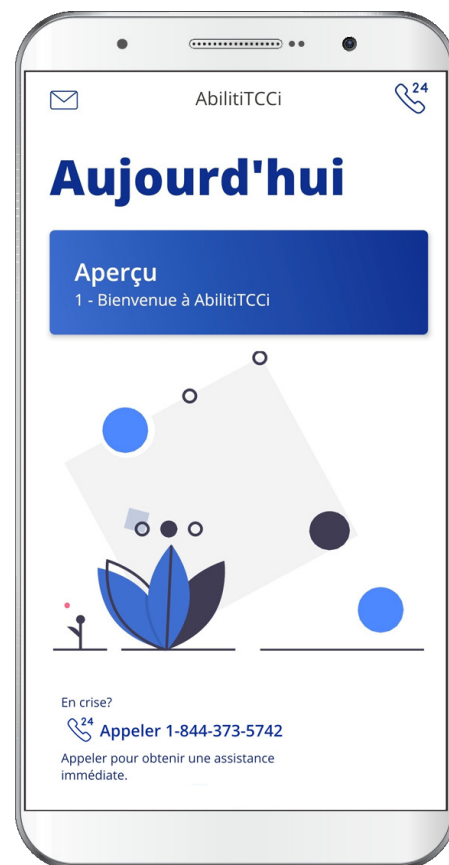 AbilitiTCCi
24
Aujourd'hui
Aperçu
1 - Bienvenue à AbilitiTCCi
En crise?
24
Appeler 1-844-373-5742
Appeler pour obtenir une assistance
immédiate.